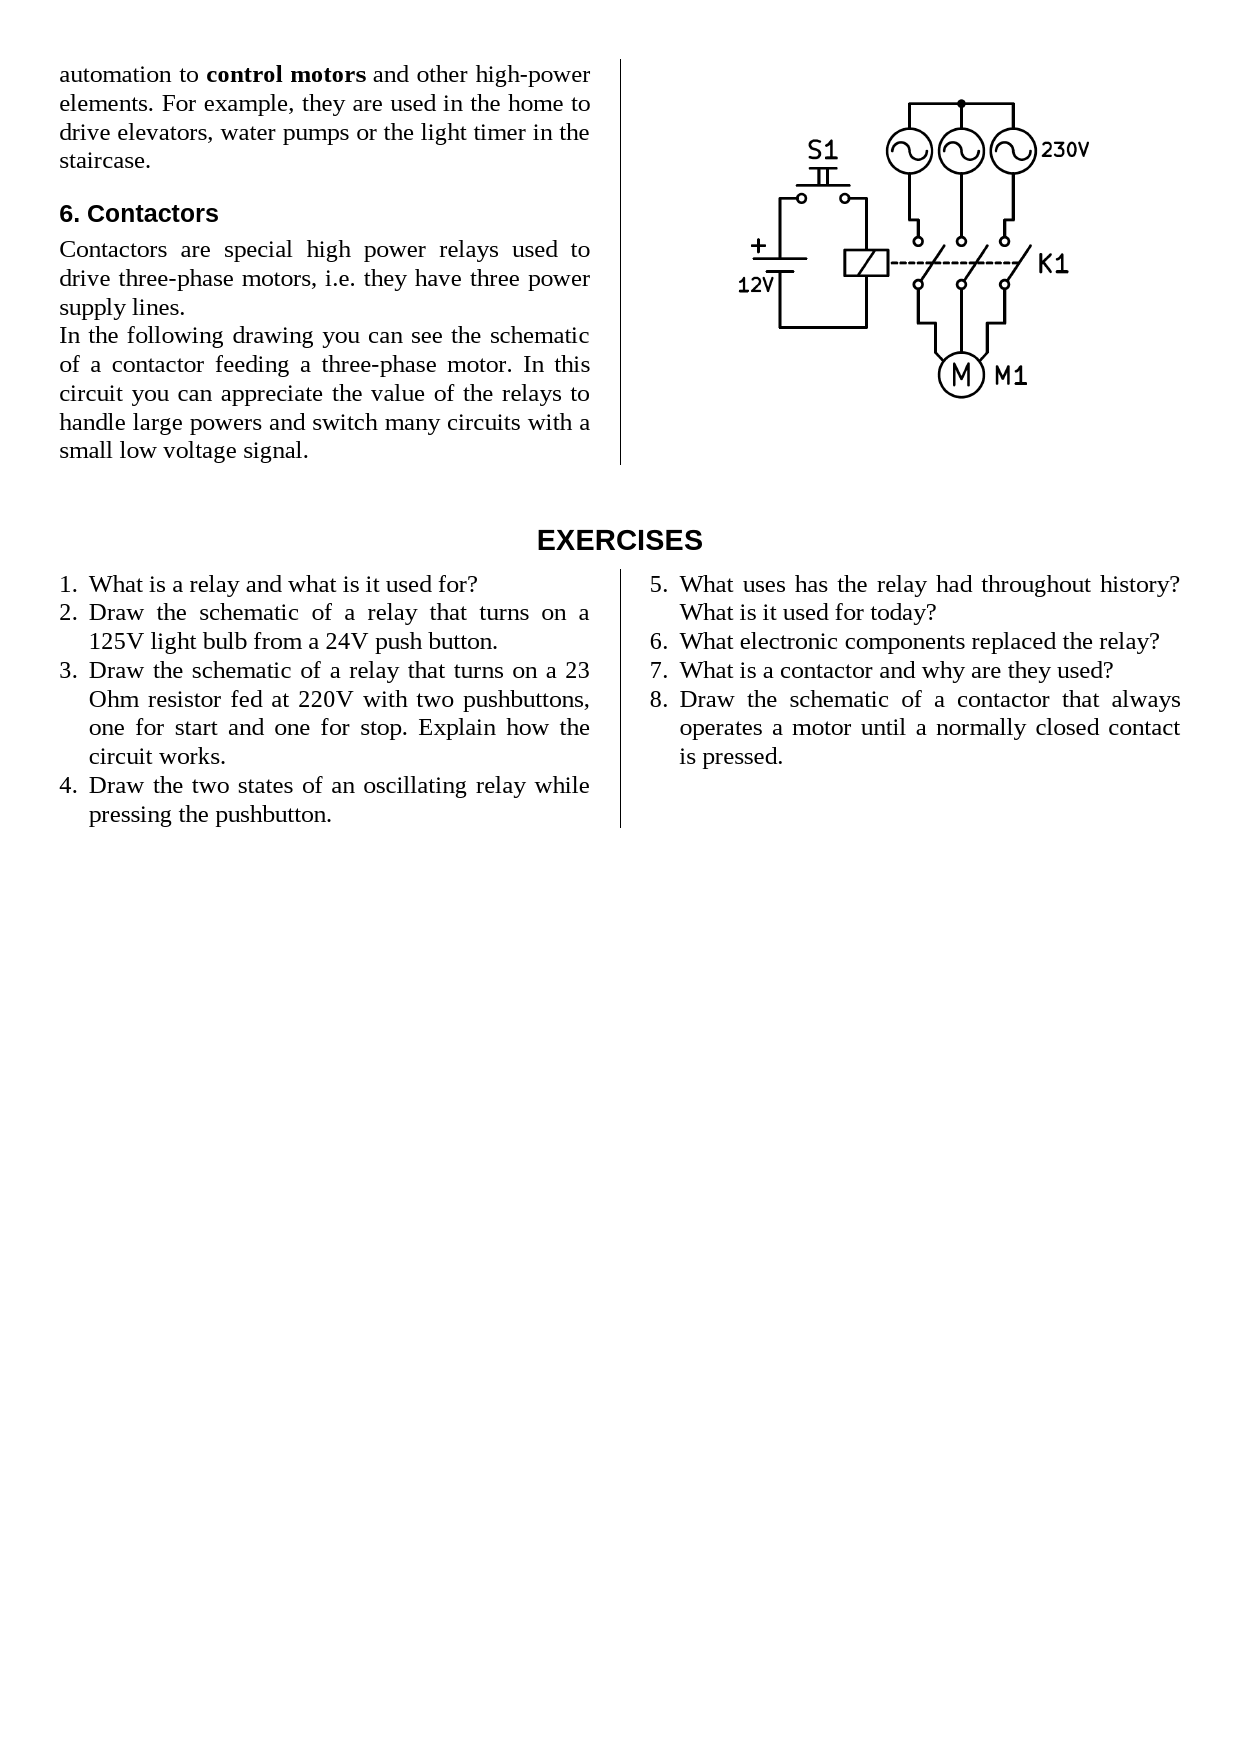 automation to control motors and other high-power
elements. For example, they are used in the home to
drive elevators, water pumps or the light timer in the
staircase.
6. Contactors
Contactors are special high power relays used to
drive three-phase motors, i.e. they have three power
supply lines.
In the following drawing you can see the schematic
of a contactor feeding a three-phase motor. In this
circuit you can appreciate the value of the relays to
handle large powers and switch many circuits with a
small low voltage signal.
S1
230V
+
12V
K1
M
M1
EXERCISES
1. What is a relay and what is it used for?
2. Draw the schematic of a relay that turns on a
125V light bulb from a 24V push button.
3. Draw the schematic of a relay that turns on a 23
Ohm resistor fed at 220V with two pushbuttons,
one for start and one for stop. Explain how the
circuit works.
4. Draw the two states of an oscillating relay while
pressing the pushbutton.
5. What uses has the relay had throughout history?
What is it used for today?
6. What electronic components replaced the relay?
7. What is a contactor and why are they used?
8. Draw the schematic of a contactor that always
operates a motor until a normally closed contact
is pressed.